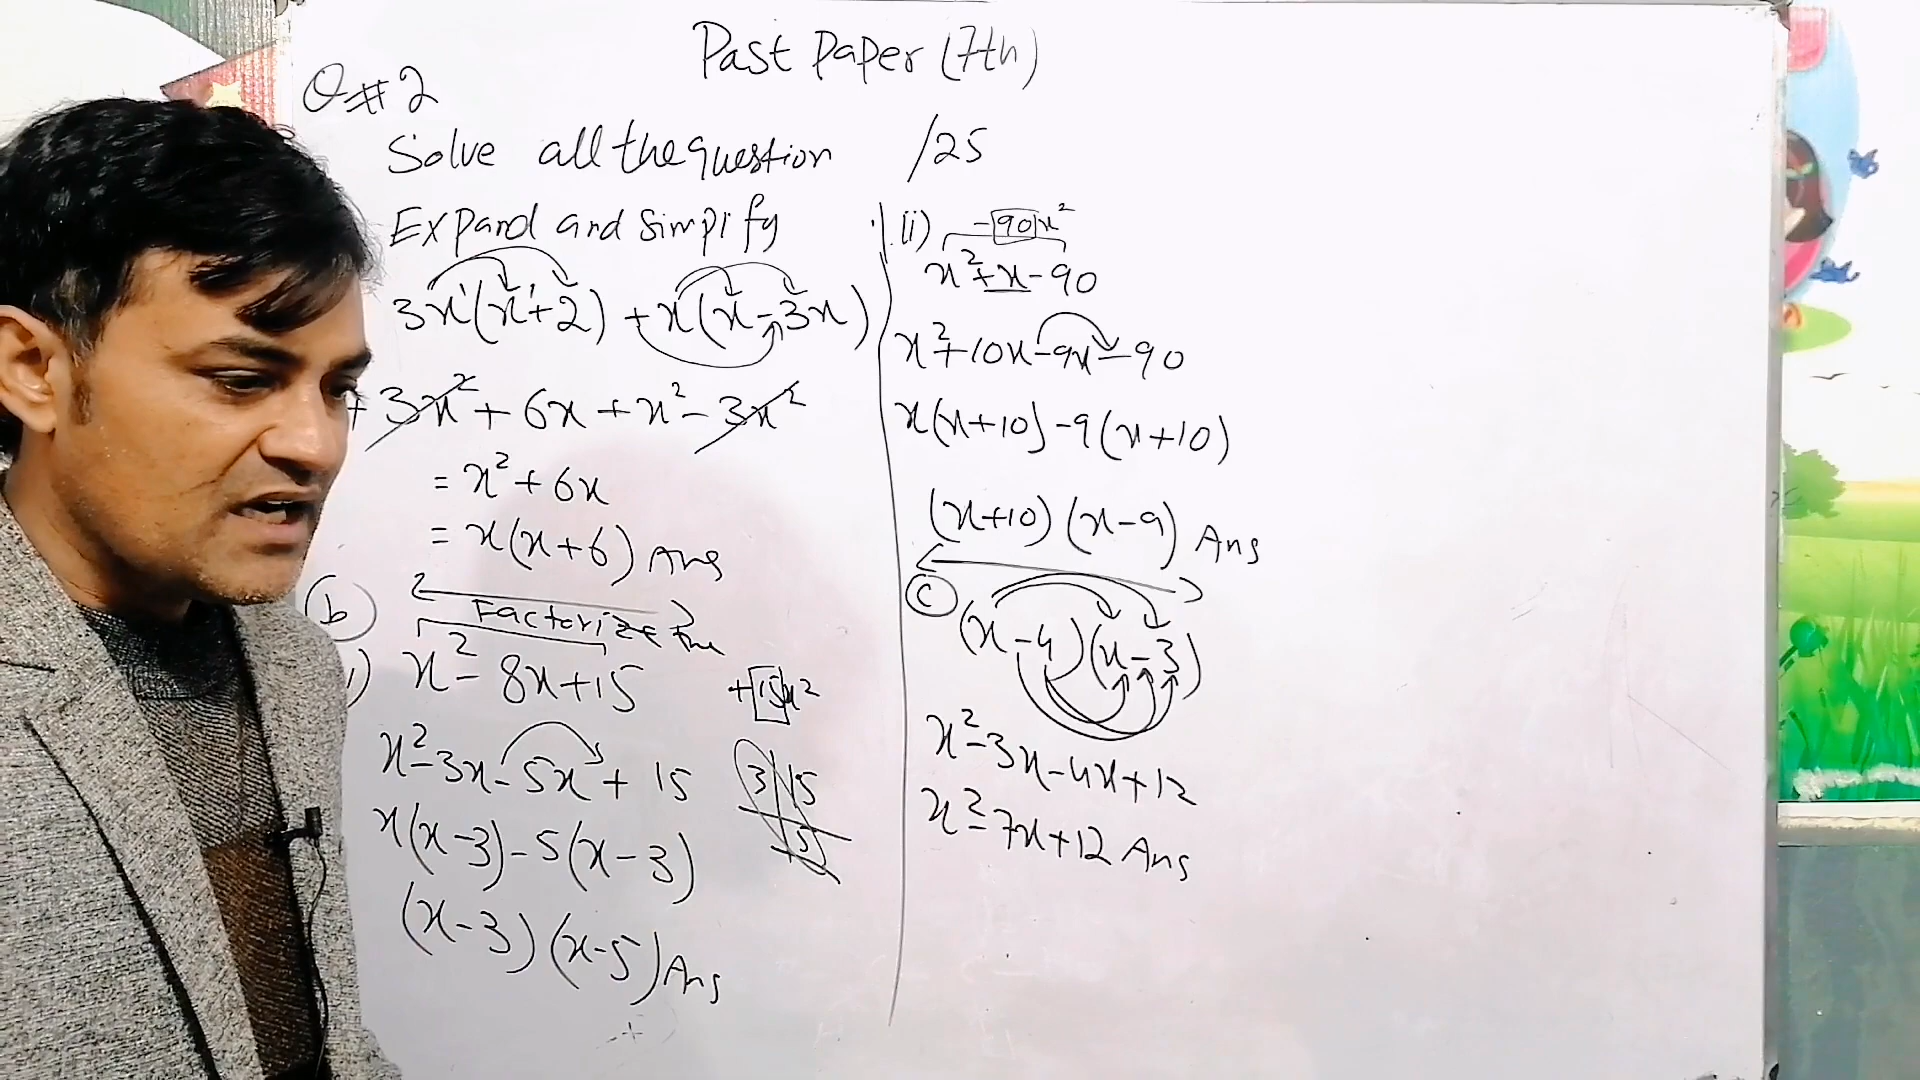 Past Paper (7th)
Q#2
Solve all the question /25
Expand and Simplify
3x¹(x¹+2) + x(x-3x)
+3x²+6x+x²-3x²
= x²+6x
= x(x+6) Ans
(b) Factorize the
i) x²-8x+15
+15x²
x²-3x-5x+15
3 | 15
5
x(x-3)-5(x-3)
(x-3)(x-5) Ans
(ii) -90x²
x²+x-90
x²+10x-9x-90
x(x+10)-9(x+10)
(x+10)(x-9) Ans
(c) (x-4)(x-3)
x²-3x-4x+12
x²-7x+12 Ans